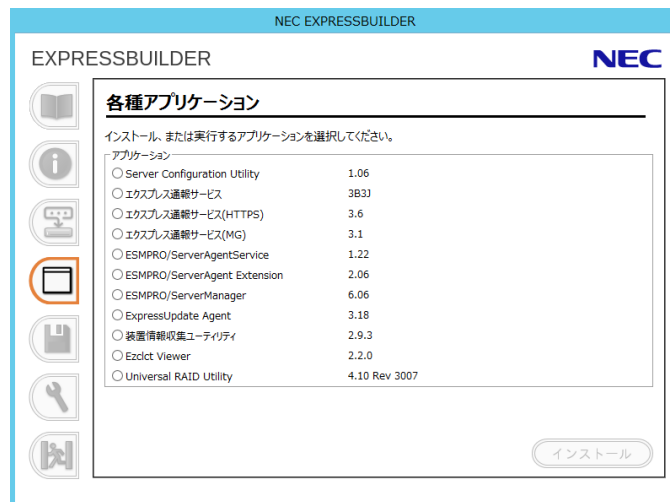 NEC EXPRESSBUILDER
EXPRESSBUILDER NEC
各種アプリケーション
インストール、または実行するアプリケーションを選択してください。
アプリケーション
Server Configuration Utility 1.06
エクスプレス通報サービス 3B3J
エクスプレス通報サービス(HTTPS) 3.6
エクスプレス通報サービス(MG) 3.1
ESMPRO/ServerAgentService 1.22
ESMPRO/ServerAgent Extension 2.06
ESMPRO/ServerManager 6.06
ExpressUpdate Agent 3.18
装置情報収集ユーティリティ 2.9.3
Ezclct Viewer 2.2.0
Universal RAID Utility 4.10 Rev 3007
インストール